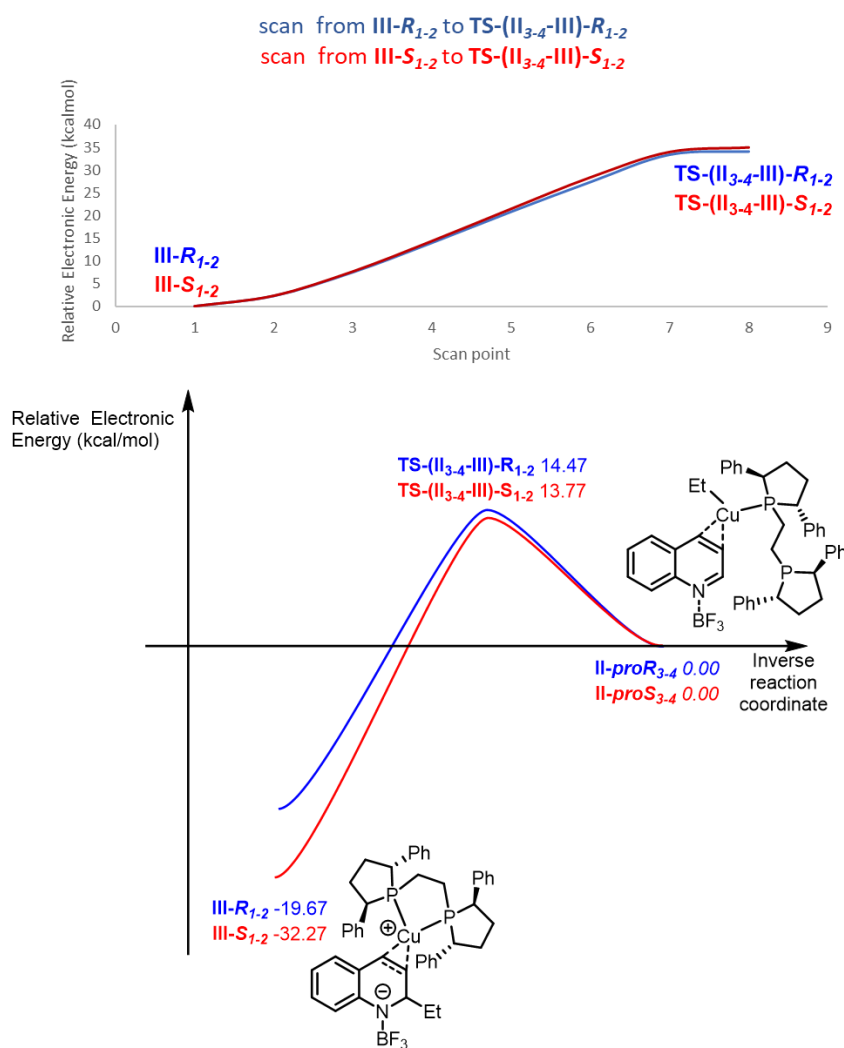 scan from III-R1-2 to TS-(II3-4-III)-R1-2
scan from III-S1-2 to TS-(II3-4-III)-S1-2
Relative Electronic Energy (kcalmol)
40
35
30
25
20
15
10
5
0
III-R1-2
III-S1-2
TS-(II3-4-III)-R1-2
TS-(II3-4-III)-S1-2
0 1 2 3 4 5 6 7 8 9
Scan point
Relative Electronic
Energy (kcal/mol)
TS-(II3-4-III)-R1-2 14.47
TS-(II3-4-III)-S1-2 13.77
Ph
Et
Cu
P
Ph
Ph
P
N
Ph
BF3
II-proR3-4 0.00
II-proS3-4 0.00
Inverse
reaction
coordinate
Ph
Ph
P
P
III-R1-2 -19.67
III-S1-2 -32.27
Ph
⊕
Cu
Ph
⊖
N
Et
BF3